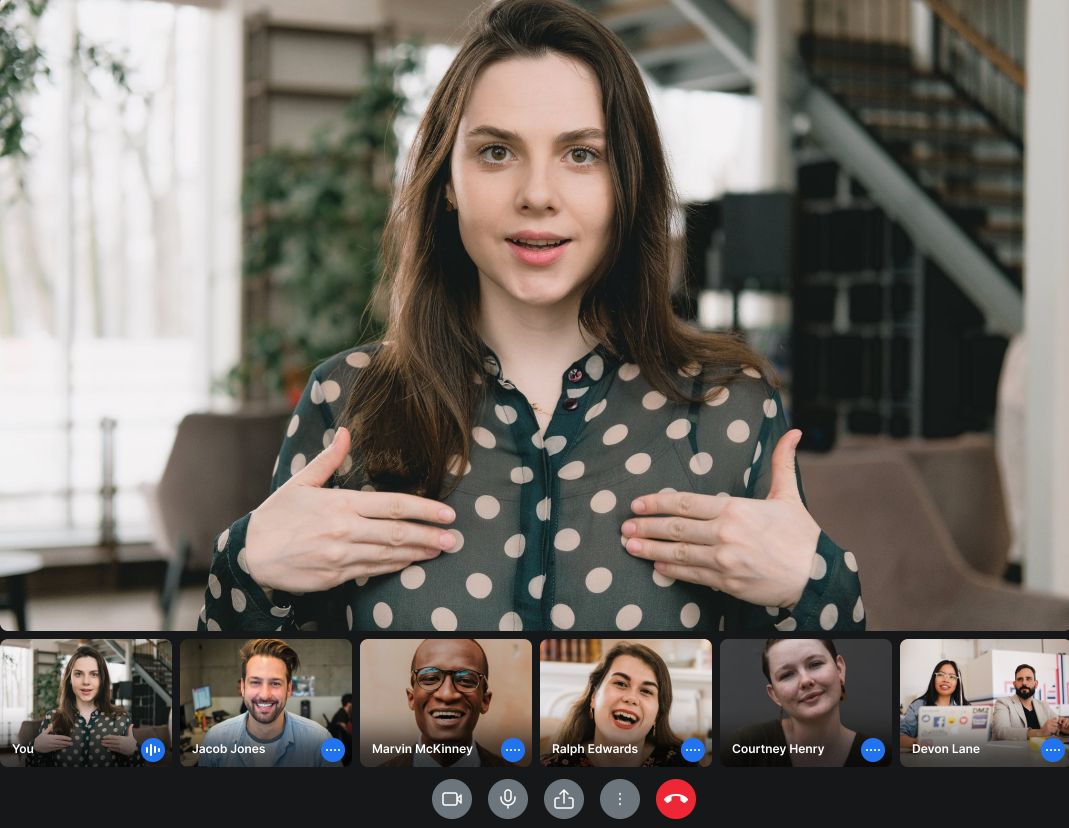 You
Jacob Jones
Marvin McKinney
Ralph Edwards
Courtney Henry
Devon Lane